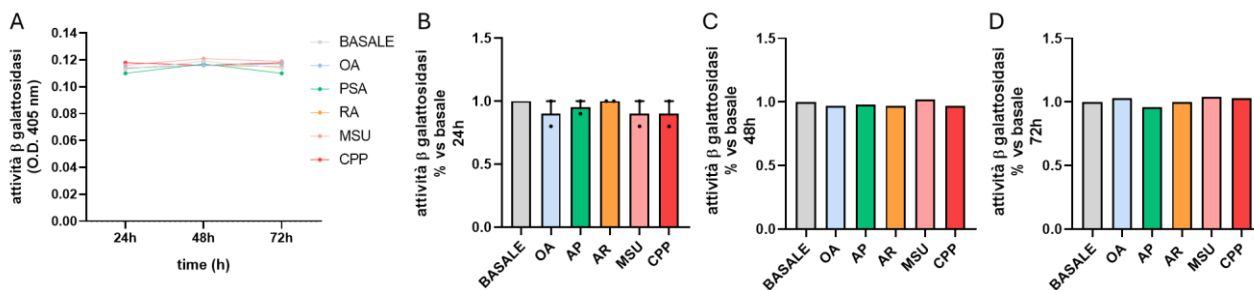 A
attività β galattosidasi
(O.D. 405 nm)
0.14
0.12
0.10
0.08
0.06
0.04
0.02
0.00
24h
48h
72h
time (h)
BASALE
OA
PSA
RA
MSU
CPP
B
attività β galattosidasi
% vs basale
24h
1.5
1.0
0.5
0.0
BASALE
OA
AP
AR
MSU
CPP
C
attività β galattosidasi
% vs basale
48h
1.5
1.0
0.5
0.0
BASALE
OA
AP
AR
MSU
CPP
D
attività β galattosidasi
% vs basale
72h
1.5
1.0
0.5
0.0
BASALE
OA
AP
AR
MSU
CPP